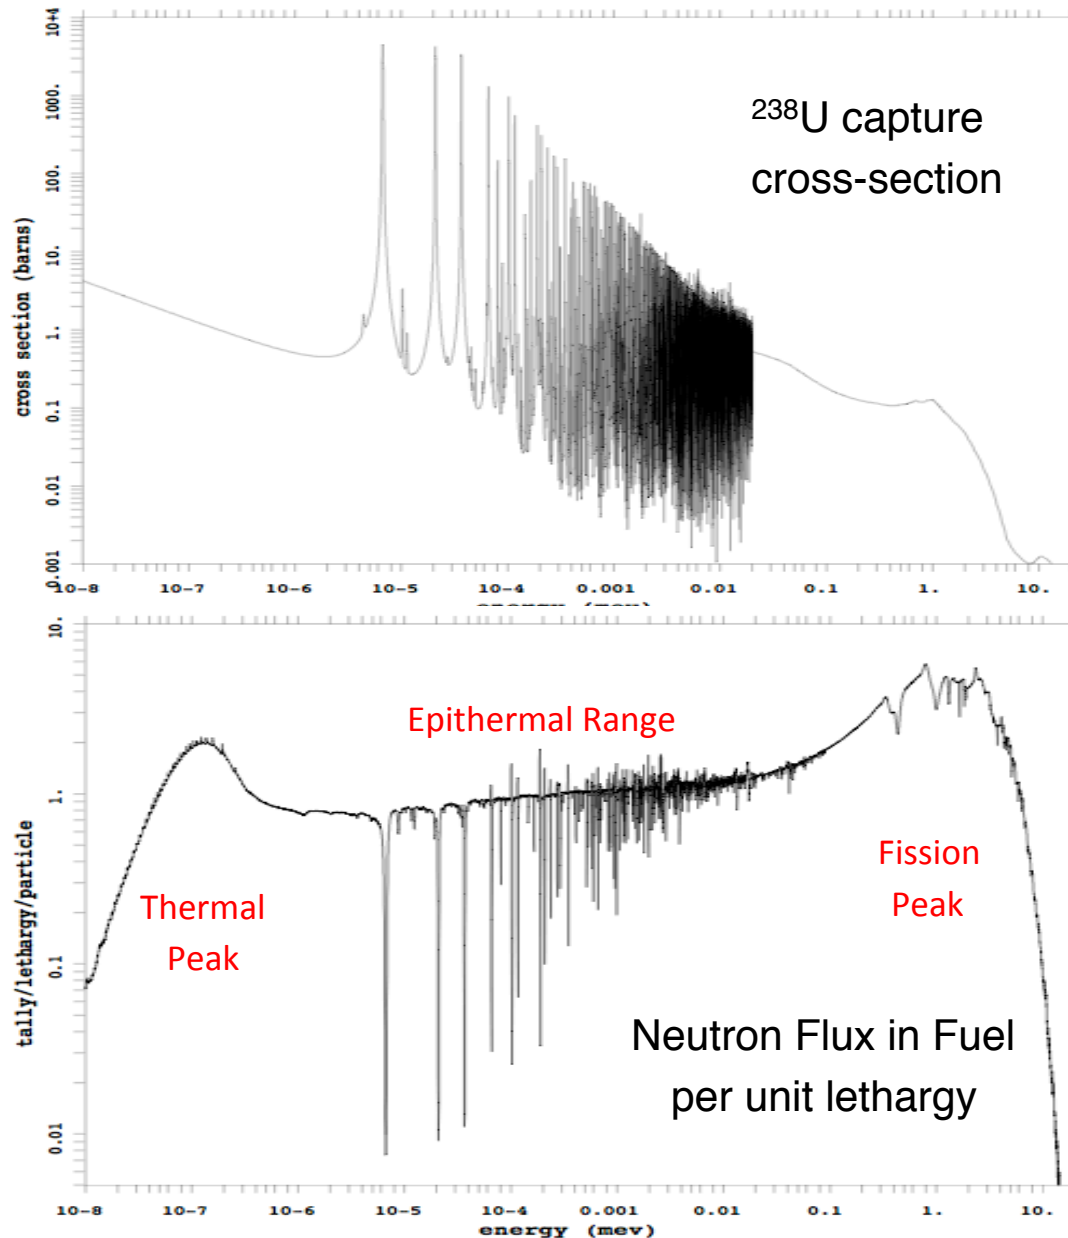 10+4
1000.
100.
10.
1.
0.1
0.01
0.001
cross section (barns)
²³⁸U capture
cross-section
10-8 10-7 10-6 10-5 10-4 0.001 0.01 0.1 1. 10.
energy (mev)
10.
1.
0.1
0.01
tally/lethargy/particle
Epithermal Range
Thermal
Peak
Fission
Peak
Neutron Flux in Fuel
per unit lethargy
10-8 10-7 10-6 10-5 10-4 0.001 0.01 0.1 1. 10.
energy (mev)